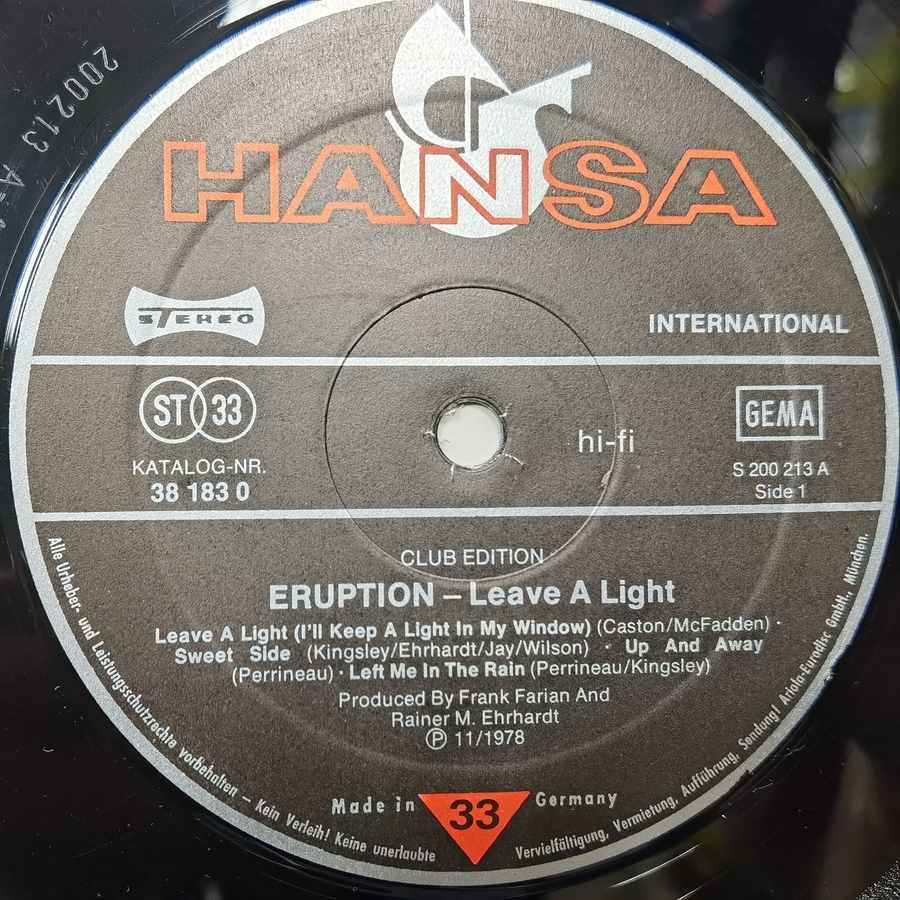 200213 A
HANSA
STEREO
INTERNATIONAL
ST 33
GEMA
hi-fi
KATALOG-NR.
38 183 0
S 200 213 A
Side 1
CLUB EDITION
ERUPTION – Leave A Light
Leave A Light (I'll Keep A Light In My Window) (Caston/McFadden) ·
Sweet Side (Kingsley/Ehrhardt/Jay/Wilson) · Up And Away
(Perrineau) · Left Me In The Rain (Perrineau/Kingsley)
Produced By Frank Farian And
Rainer M. Ehrhardt
Ⓟ 11/1978
Made in 33 Germany
Alle Urheber- und Leistungsschutzrechte vorbehalten – Kein Verleih! Keine unerlaubte Vervielfältigung, Vermietung, Aufführung, Sendung! Ariola-Eurodisc GmbH., München.